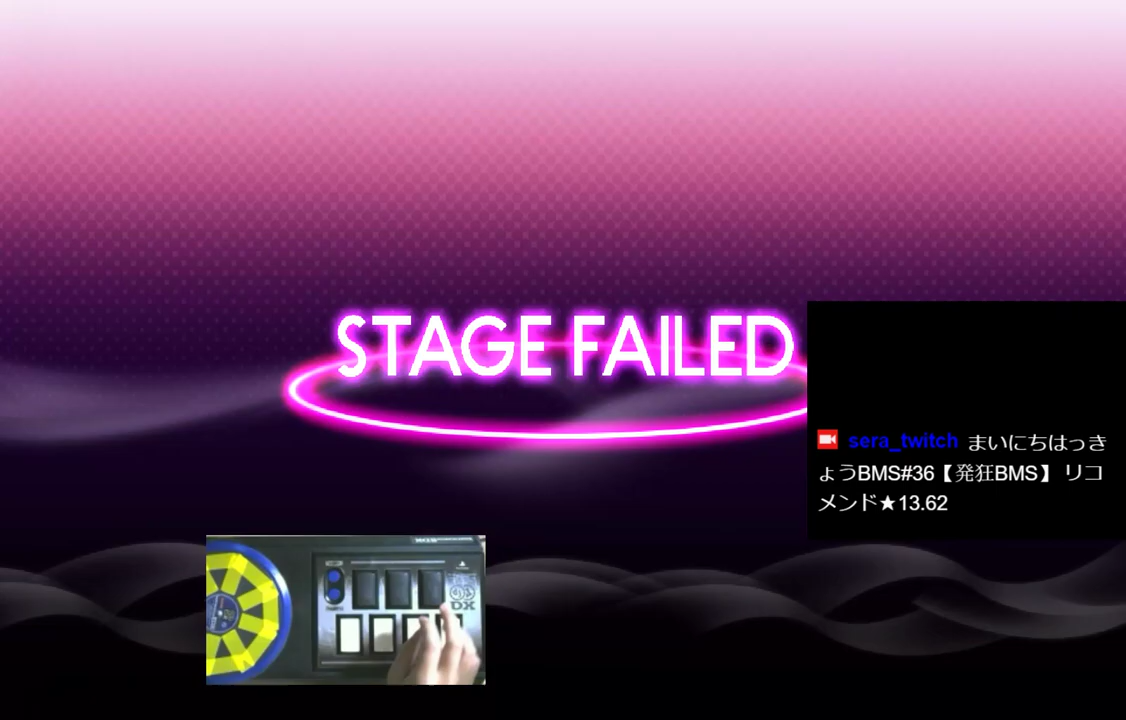 STAGE FAILED
sera_twitch まいにちはっき
ょうBMS#36【発狂BMS】 リコ
メンド★13.62
DX